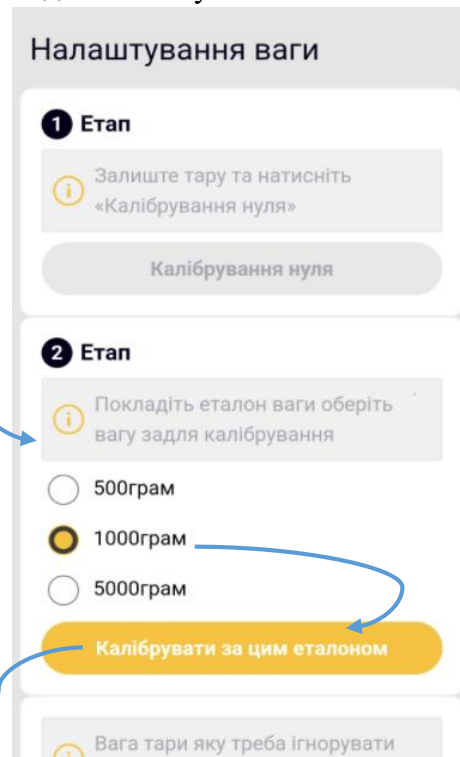 Налаштування ваги
1 Етап
Залиште тару та натисніть
«Калібрування нуля»
Калібрування нуля
2 Етап
Покладіть еталон ваги оберіть
вагу задля калібрування
500грам
1000грам
5000грам
Калібрувати за цим еталоном
Вага тари яку треба ігнорувати